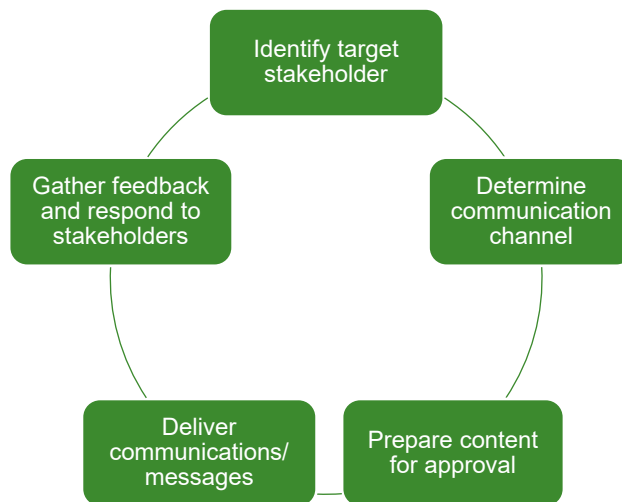 Identify target
stakeholder
Determine
communication
channel
Prepare content
for approval
Deliver
communications/
messages
Gather feedback
and respond to
stakeholders